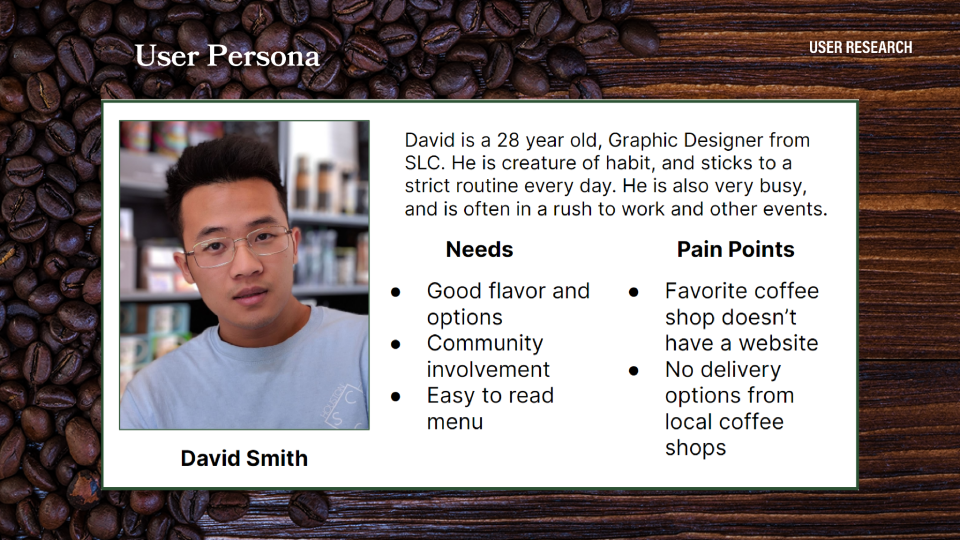 User Persona
USER RESEARCH
David is a 28 year old, Graphic Designer from
SLC. He is creature of habit, and sticks to a
strict routine every day. He is also very busy,
and is often in a rush to work and other events.
Needs
● Good flavor and
options
● Community
involvement
● Easy to read
menu
Pain Points
● Favorite coffee
shop doesn’t
have a website
● No delivery
options from
local coffee
shops
David Smith